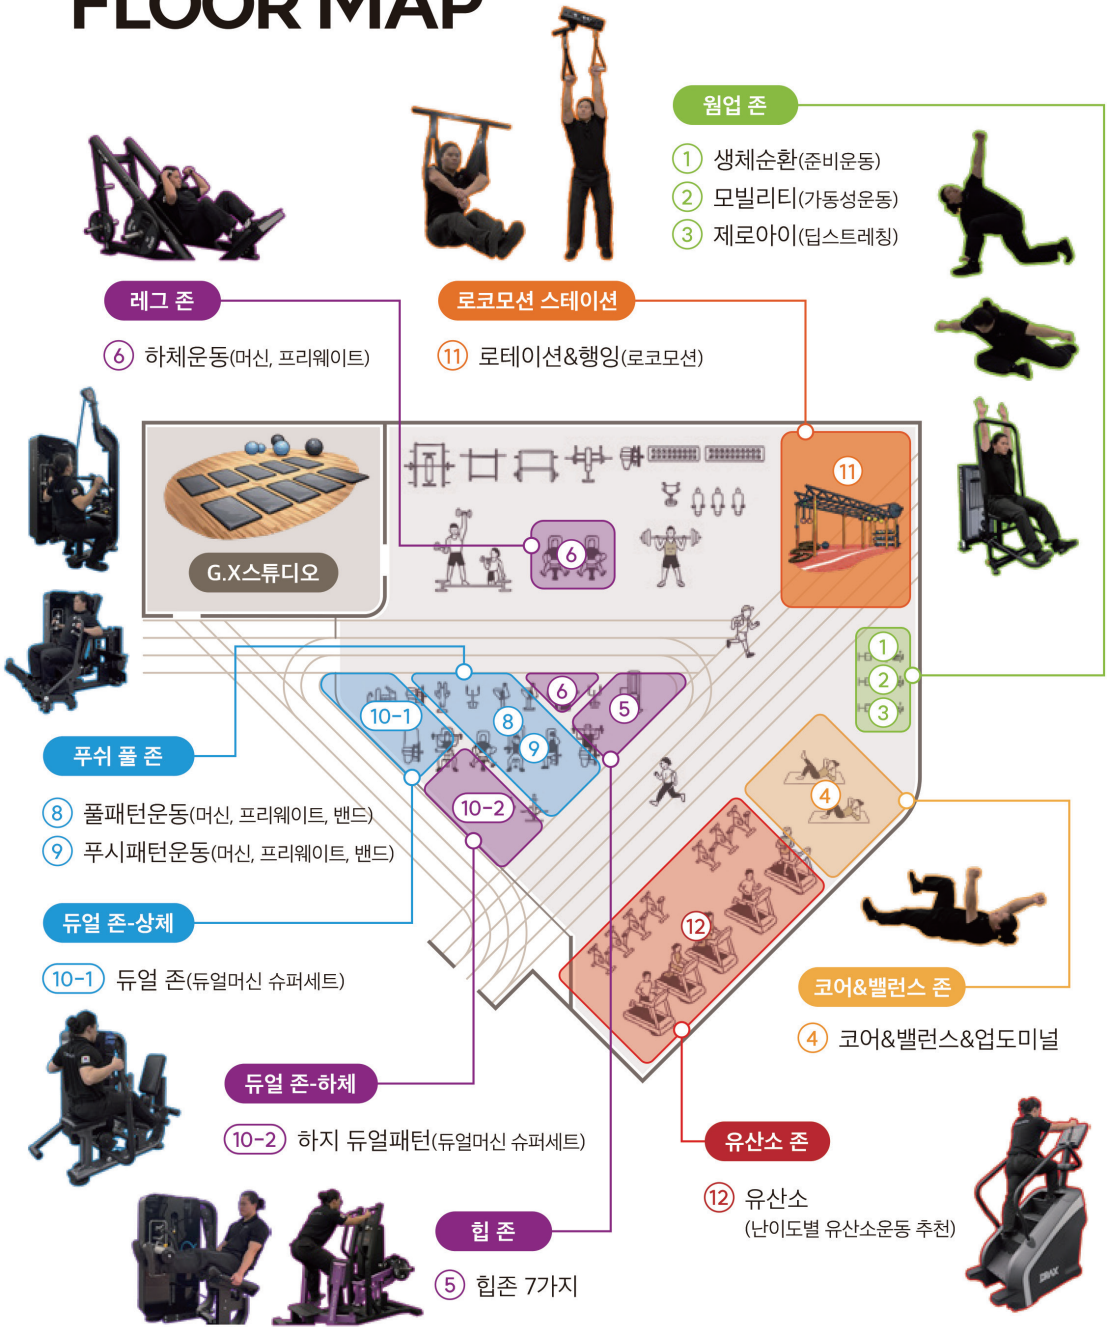 FLOOR MAP
웜업 존
1 생체순환(준비운동)
2 모빌리티(가동성운동)
3 제로아이(딥스트레칭)
레그 존
6 하체운동(머신, 프리웨이트)
로코모션 스테이션
11 로테이션&행잉(로코모션)
11
6
G.X스튜디오
1
2
3
10-1
8
9
6
5
10-2
4
12
푸쉬 풀 존
8 풀패턴운동(머신, 프리웨이트, 밴드)
9 푸시패턴운동(머신, 프리웨이트, 밴드)
듀얼 존-상체
10-1 듀얼 존(듀얼머신 슈퍼세트)
코어&밸런스 존
4 코어&밸런스&업도미널
듀얼 존-하체
10-2 하지 듀얼패턴(듀얼머신 슈퍼세트)
유산소 존
12 유산소
(난이도별 유산소운동 추천)
힙 존
5 힙존 7가지
DRAX